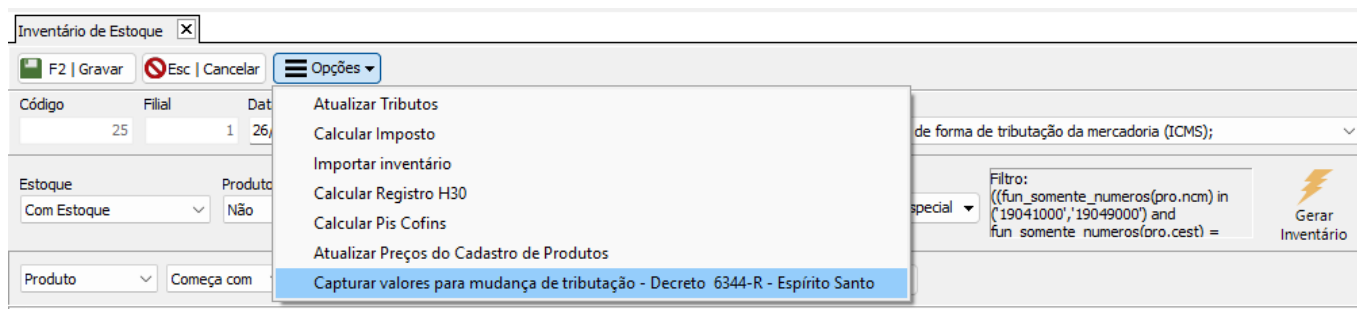 Inventário de Estoque
F2 | Gravar Esc | Cancelar Opções
Código Filial Dat
25 1 26/
Atualizar Tributos
Calcular Imposto
Importar inventário
Calcular Registro H30
Calcular Pis Cofins
Atualizar Preços do Cadastro de Produtos
Capturar valores para mudança de tributação - Decreto 6344-R - Espírito Santo
de forma de tributação da mercadoria (ICMS);
Estoque Produto
Com Estoque Não
special
Filtro:
((fun_somente_numeros(pro.ncm) in
('19041000','19049000') and
fun_somente_numeros(pro.cest) =
Gerar
Inventário
Produto Começa com